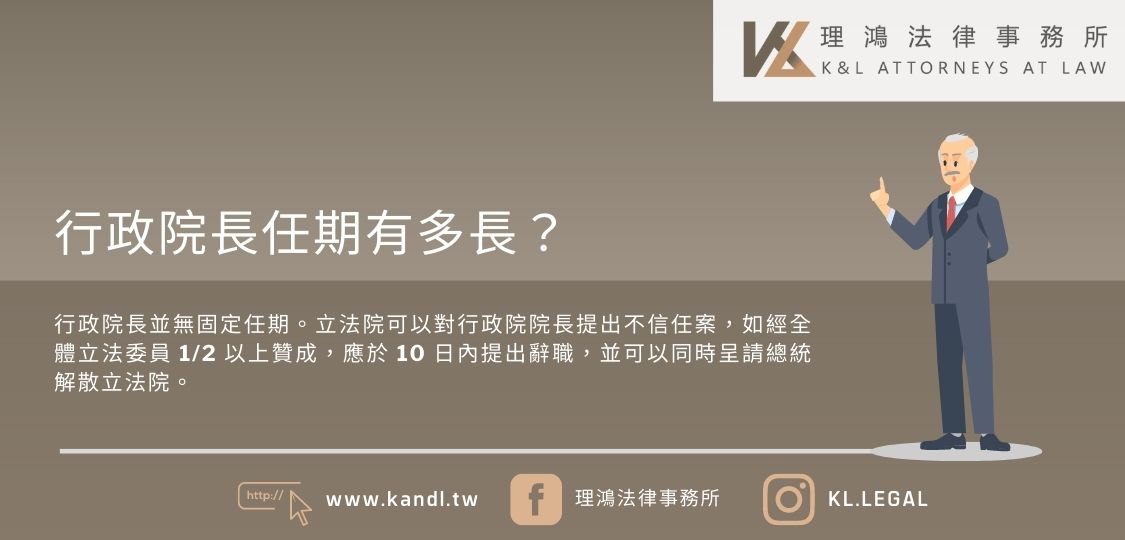 理鴻法律事務所
K&L ATTORNEYS AT LAW
行政院長任期有多長？
行政院長並無固定任期。立法院可以對行政院院長提出不信任案，如經全
體立法委員 1/2 以上贊成，應於 10 日內提出辭職，並可以同時呈請總統
解散立法院。
http://
www.kandl.tw
理鴻法律事務所
KL.LEGAL